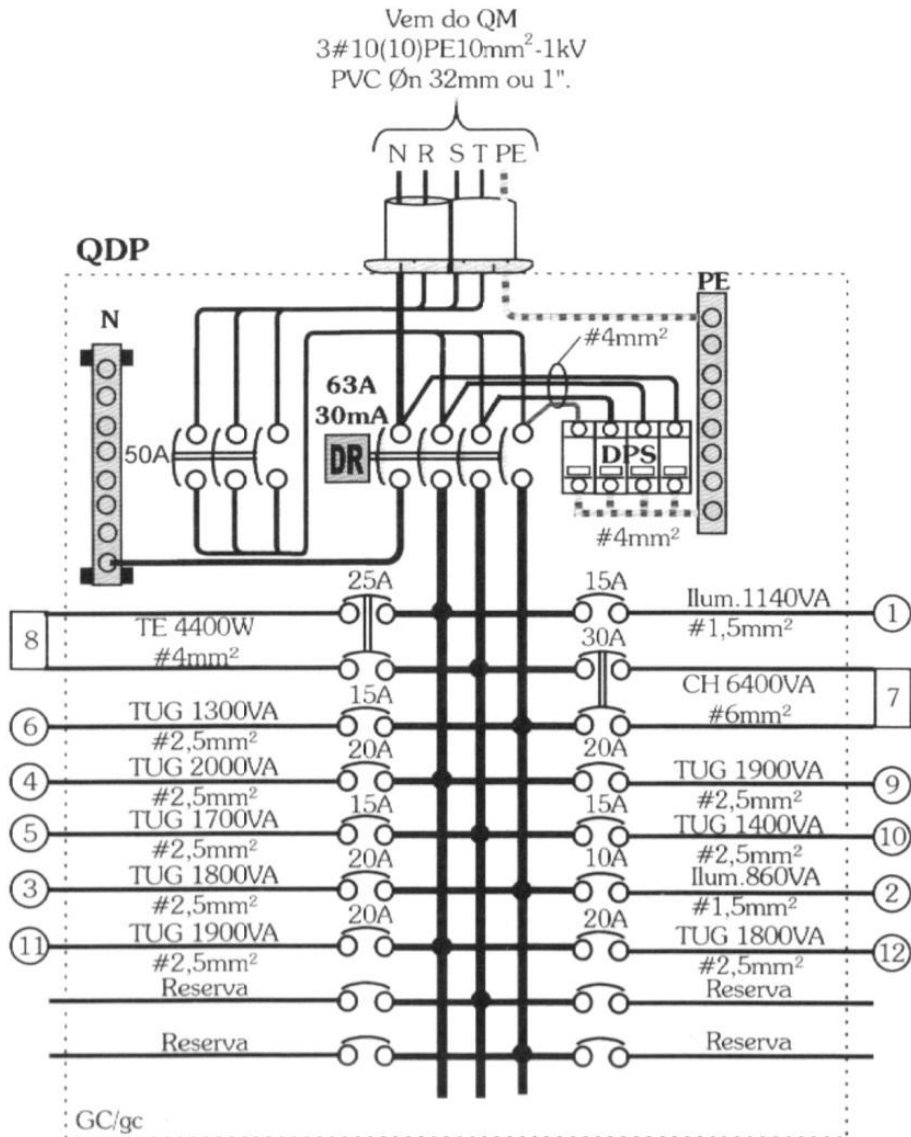 Vem do QM
3#10(10)PE10mm²-1kV
PVC Øn 32mm ou 1".
N R S T PE
QDP
N
PE
#4mm²
63A
30mA
50A
DR
DPS
#4mm²
25A
15A
8
TE 4400W
#4mm²
Ilum.1140VA
#1,5mm²
1
30A
CH 6400VA
#6mm²
7
15A
6
TUG 1300VA
#2,5mm²
20A
20A
4
TUG 2000VA
#2,5mm²
TUG 1900VA
#2,5mm²
9
15A
15A
5
TUG 1700VA
#2,5mm²
TUG 1400VA
#2,5mm²
10
20A
10A
3
TUG 1800VA
#2,5mm²
Ilum.860VA
#1,5mm²
2
20A
20A
11
TUG 1900VA
#2,5mm²
TUG 1800VA
#2,5mm²
12
Reserva
Reserva
Reserva
Reserva
GC/gc